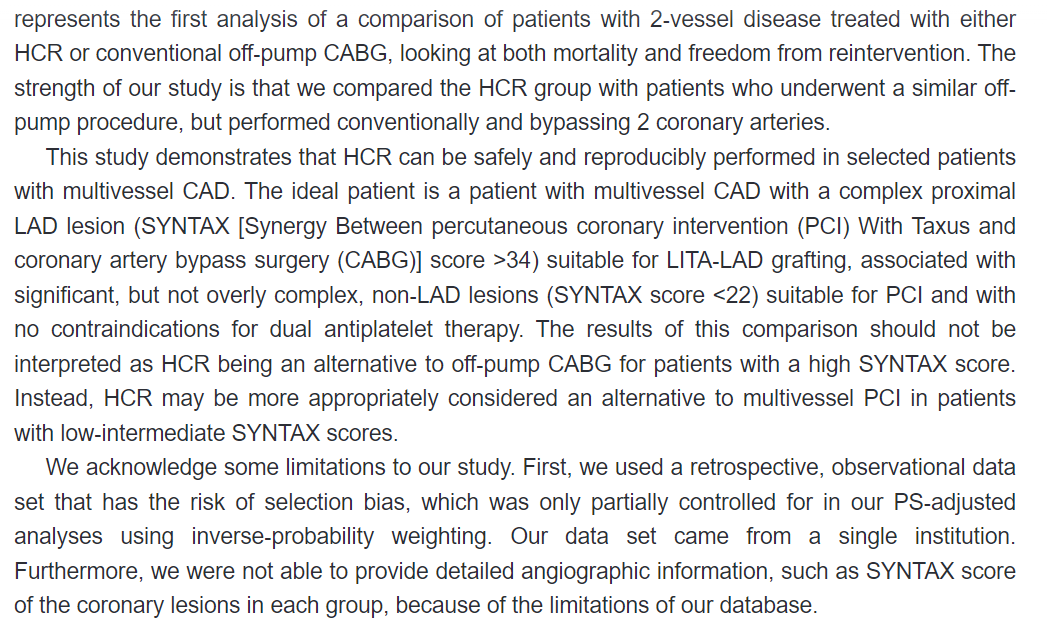 represents the first analysis of a comparison of patients with 2-vessel disease treated with either
HCR or conventional off-pump CABG, looking at both mortality and freedom from reintervention. The
strength of our study is that we compared the HCR group with patients who underwent a similar off-
pump procedure, but performed conventionally and bypassing 2 coronary arteries.
This study demonstrates that HCR can be safely and reproducibly performed in selected patients
with multivessel CAD. The ideal patient is a patient with multivessel CAD with a complex proximal
LAD lesion (SYNTAX [Synergy Between percutaneous coronary intervention (PCI) With Taxus and
coronary artery bypass surgery (CABG)] score >34) suitable for LITA-LAD grafting, associated with
significant, but not overly complex, non-LAD lesions (SYNTAX score <22) suitable for PCI and with
no contraindications for dual antiplatelet therapy. The results of this comparison should not be
interpreted as HCR being an alternative to off-pump CABG for patients with a high SYNTAX score.
Instead, HCR may be more appropriately considered an alternative to multivessel PCI in patients
with low-intermediate SYNTAX scores.
We acknowledge some limitations to our study. First, we used a retrospective, observational data
set that has the risk of selection bias, which was only partially controlled for in our PS-adjusted
analyses using inverse-probability weighting. Our data set came from a single institution.
Furthermore, we were not able to provide detailed angiographic information, such as SYNTAX score
of the coronary lesions in each group, because of the limitations of our database.